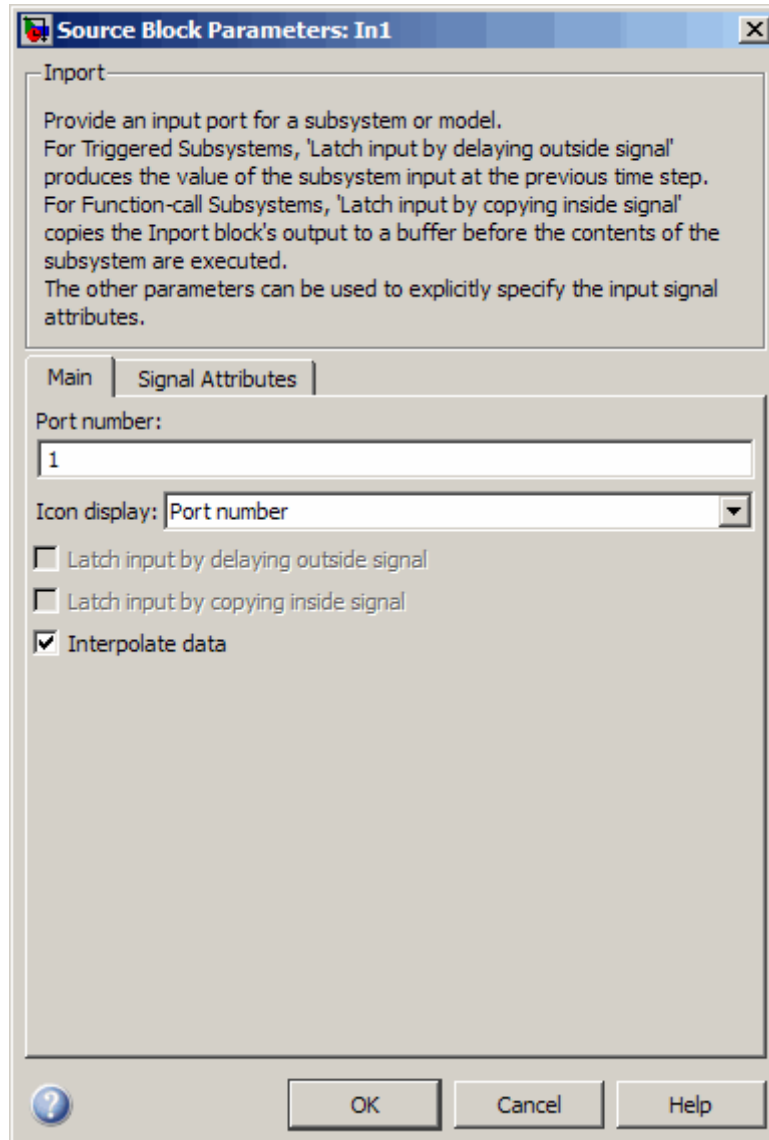 Source Block Parameters: In1
Inport
Provide an input port for a subsystem or model.
For Triggered Subsystems, 'Latch input by delaying outside signal'
produces the value of the subsystem input at the previous time step.
For Function-call Subsystems, 'Latch input by copying inside signal'
copies the Inport block's output to a buffer before the contents of the
subsystem are executed.
The other parameters can be used to explicitly specify the input signal
attributes.
Main Signal Attributes
Port number:
1
Icon display: Port number
Latch input by delaying outside signal
Latch input by copying inside signal
Interpolate data
? OK Cancel Help